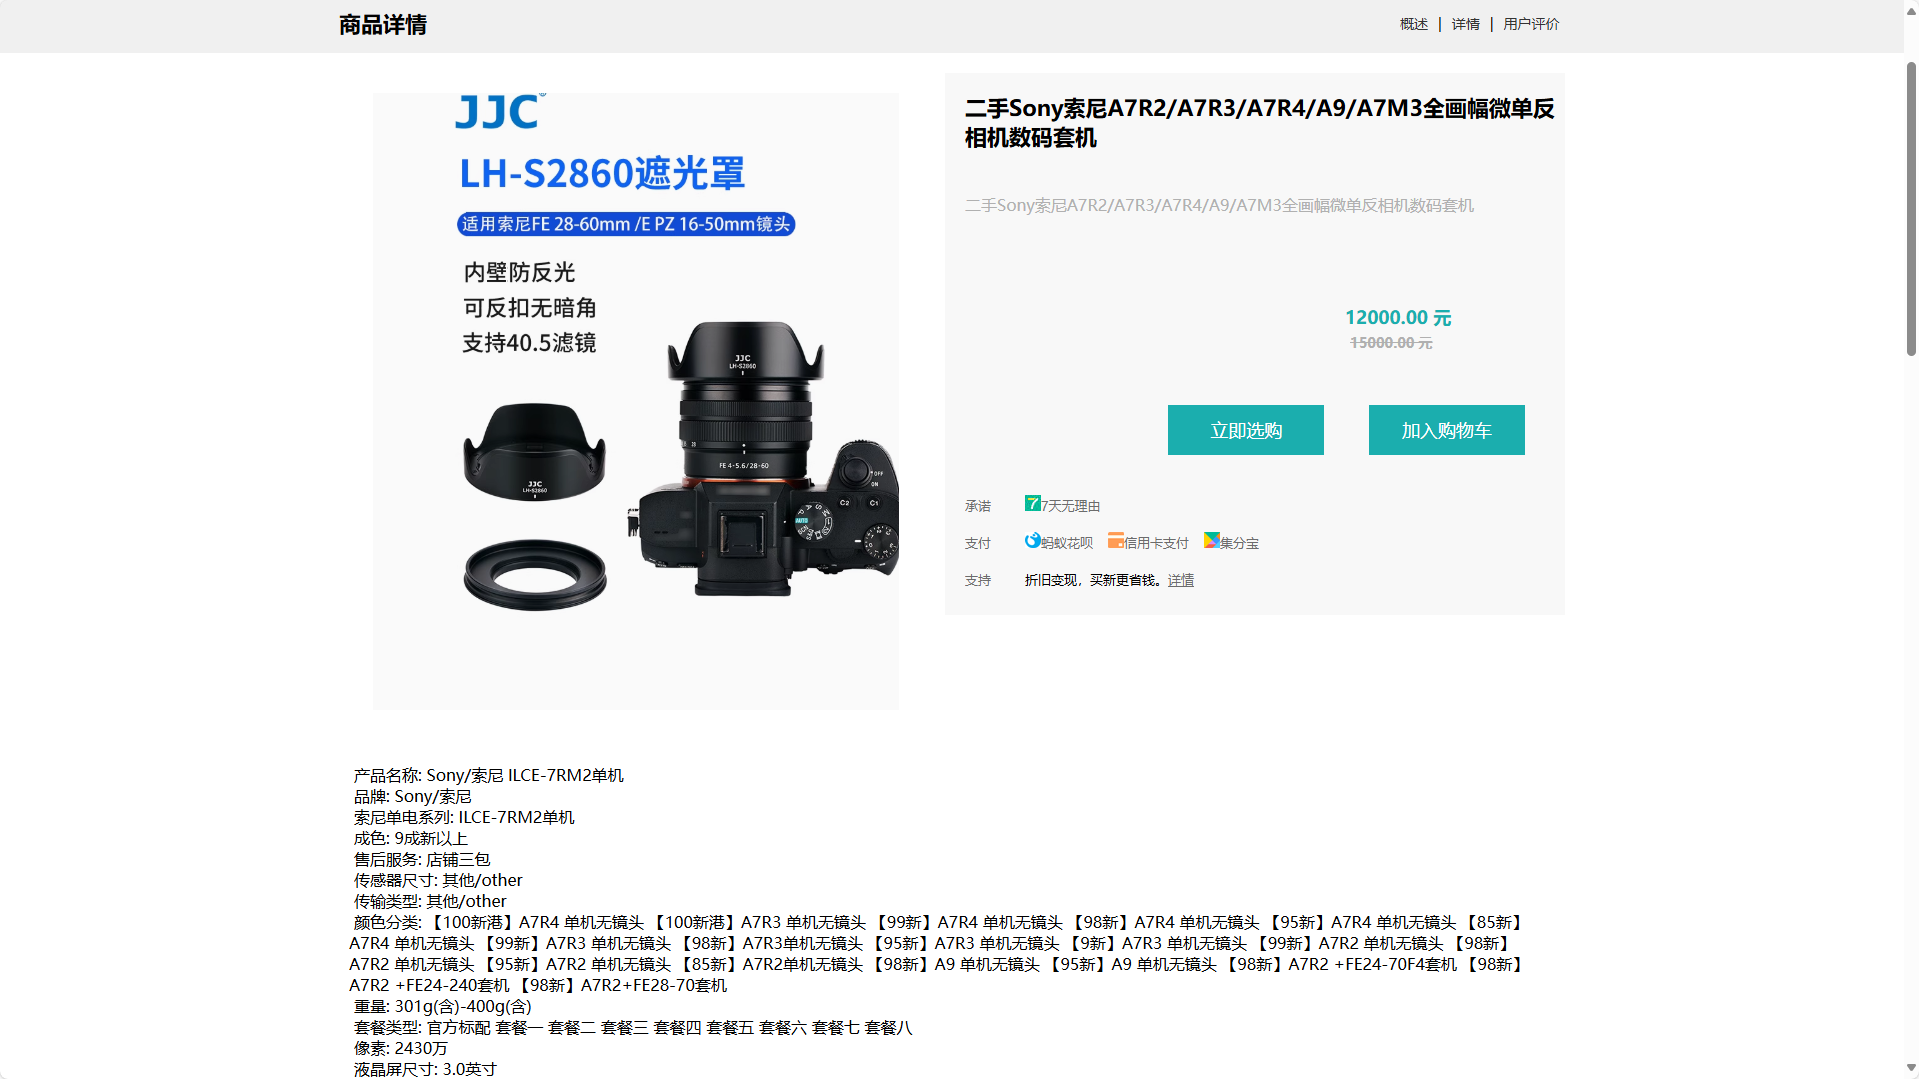 商品详情
概述 | 详情 | 用户评价
JJC
LH-S2860遮光罩
适用索尼FE 28-60mm /E PZ 16-50mm镜头
内壁防反光
可反扣无暗角
支持40.5滤镜
JJC
LH-S2860
FE 4-5.6/28-60
OFF
ON
C2 C1
AUTO
JJC
LH-S2860
二手Sony索尼A7R2/A7R3/A7R4/A9/A7M3全画幅微单反
相机数码套机
二手Sony索尼A7R2/A7R3/A7R4/A9/A7M3全画幅微单反相机数码套机
12000.00 元
15000.00 元
立即选购 加入购物车
承诺 7 7天无理由
支付 蚂蚁花呗 信用卡支付 集分宝
支持 折旧变现，买新更省钱。详情
产品名称: Sony/索尼 ILCE-7RM2单机
品牌: Sony/索尼
索尼单电系列: ILCE-7RM2单机
成色: 9成新以上
售后服务: 店铺三包
传感器尺寸: 其他/other
传输类型: 其他/other
颜色分类: 【100新港】A7R4 单机无镜头 【100新港】A7R3 单机无镜头 【99新】A7R4 单机无镜头 【98新】A7R4 单机无镜头 【95新】A7R4 单机无镜头 【85新】
A7R4 单机无镜头 【99新】A7R3 单机无镜头 【98新】A7R3单机无镜头 【95新】A7R3 单机无镜头 【9新】A7R3 单机无镜头 【99新】A7R2 单机无镜头 【98新】
A7R2 单机无镜头 【95新】A7R2 单机无镜头 【85新】A7R2单机无镜头 【98新】A9 单机无镜头 【95新】A9 单机无镜头 【98新】A7R2 +FE24-70F4套机 【98新】
A7R2 +FE24-240套机 【98新】A7R2+FE28-70套机
重量: 301g(含)-400g(含)
套餐类型: 官方标配 套餐一 套餐二 套餐三 套餐四 套餐五 套餐六 套餐七 套餐八
像素: 2430万
液晶屏尺寸: 3.0英寸